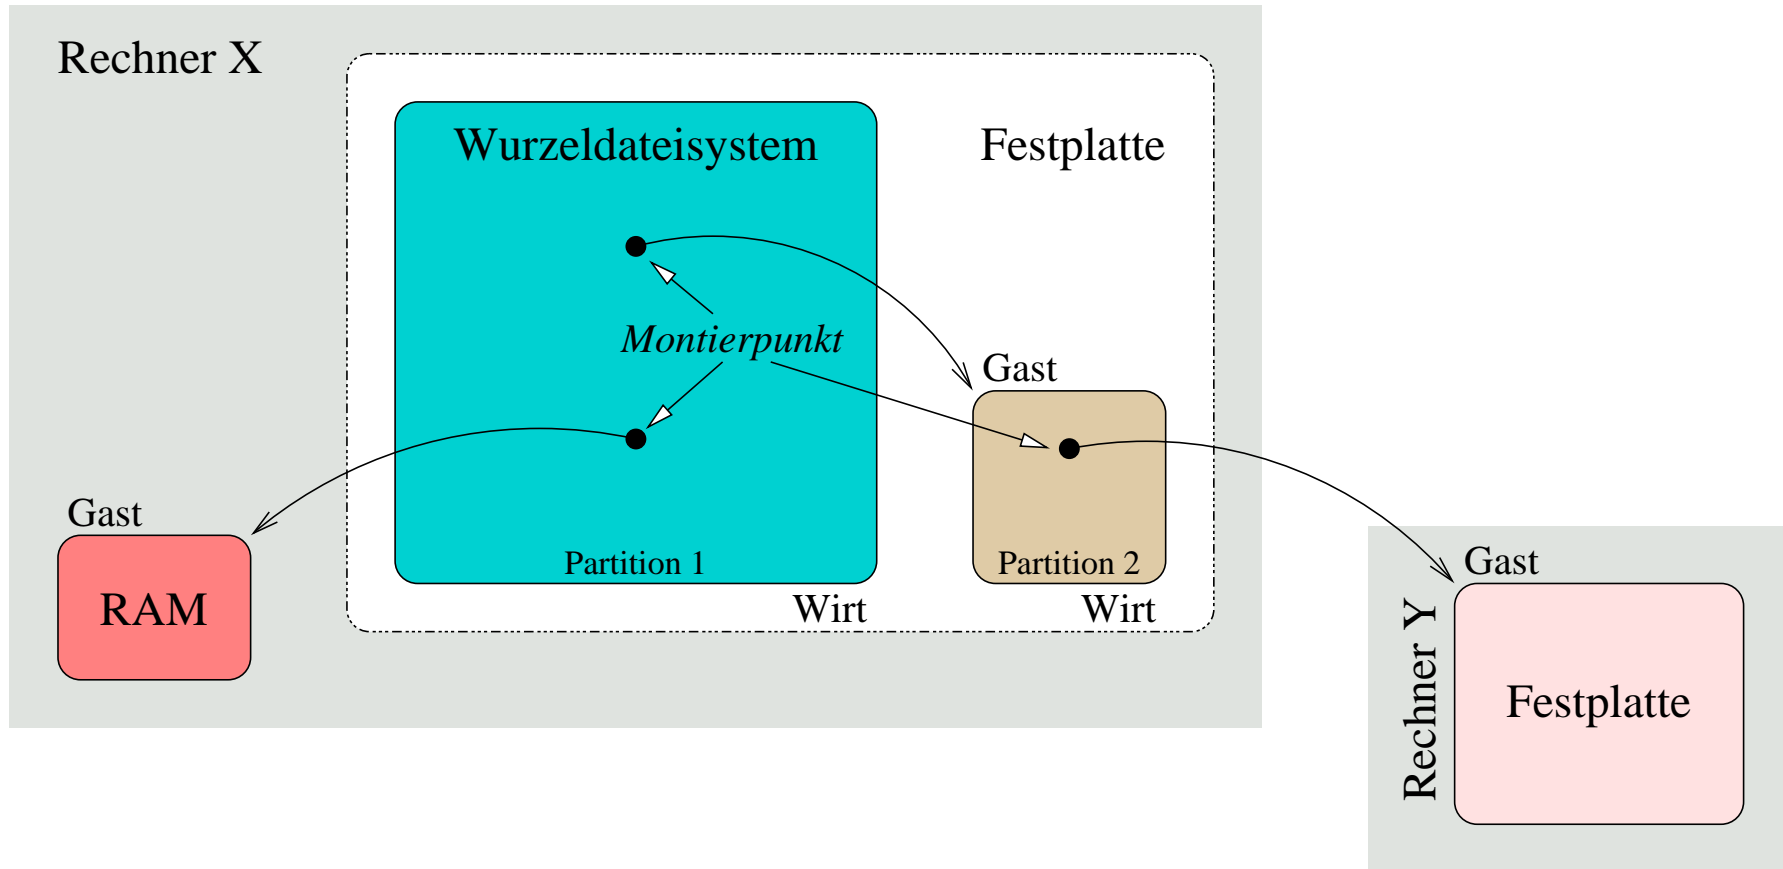 Rechner X
Wurzeldateisystem
Festplatte
Montierpunkt
Gast
Gast
RAM
Partition 1
Partition 2
Wirt
Wirt
Gast
Rechner Y
Festplatte